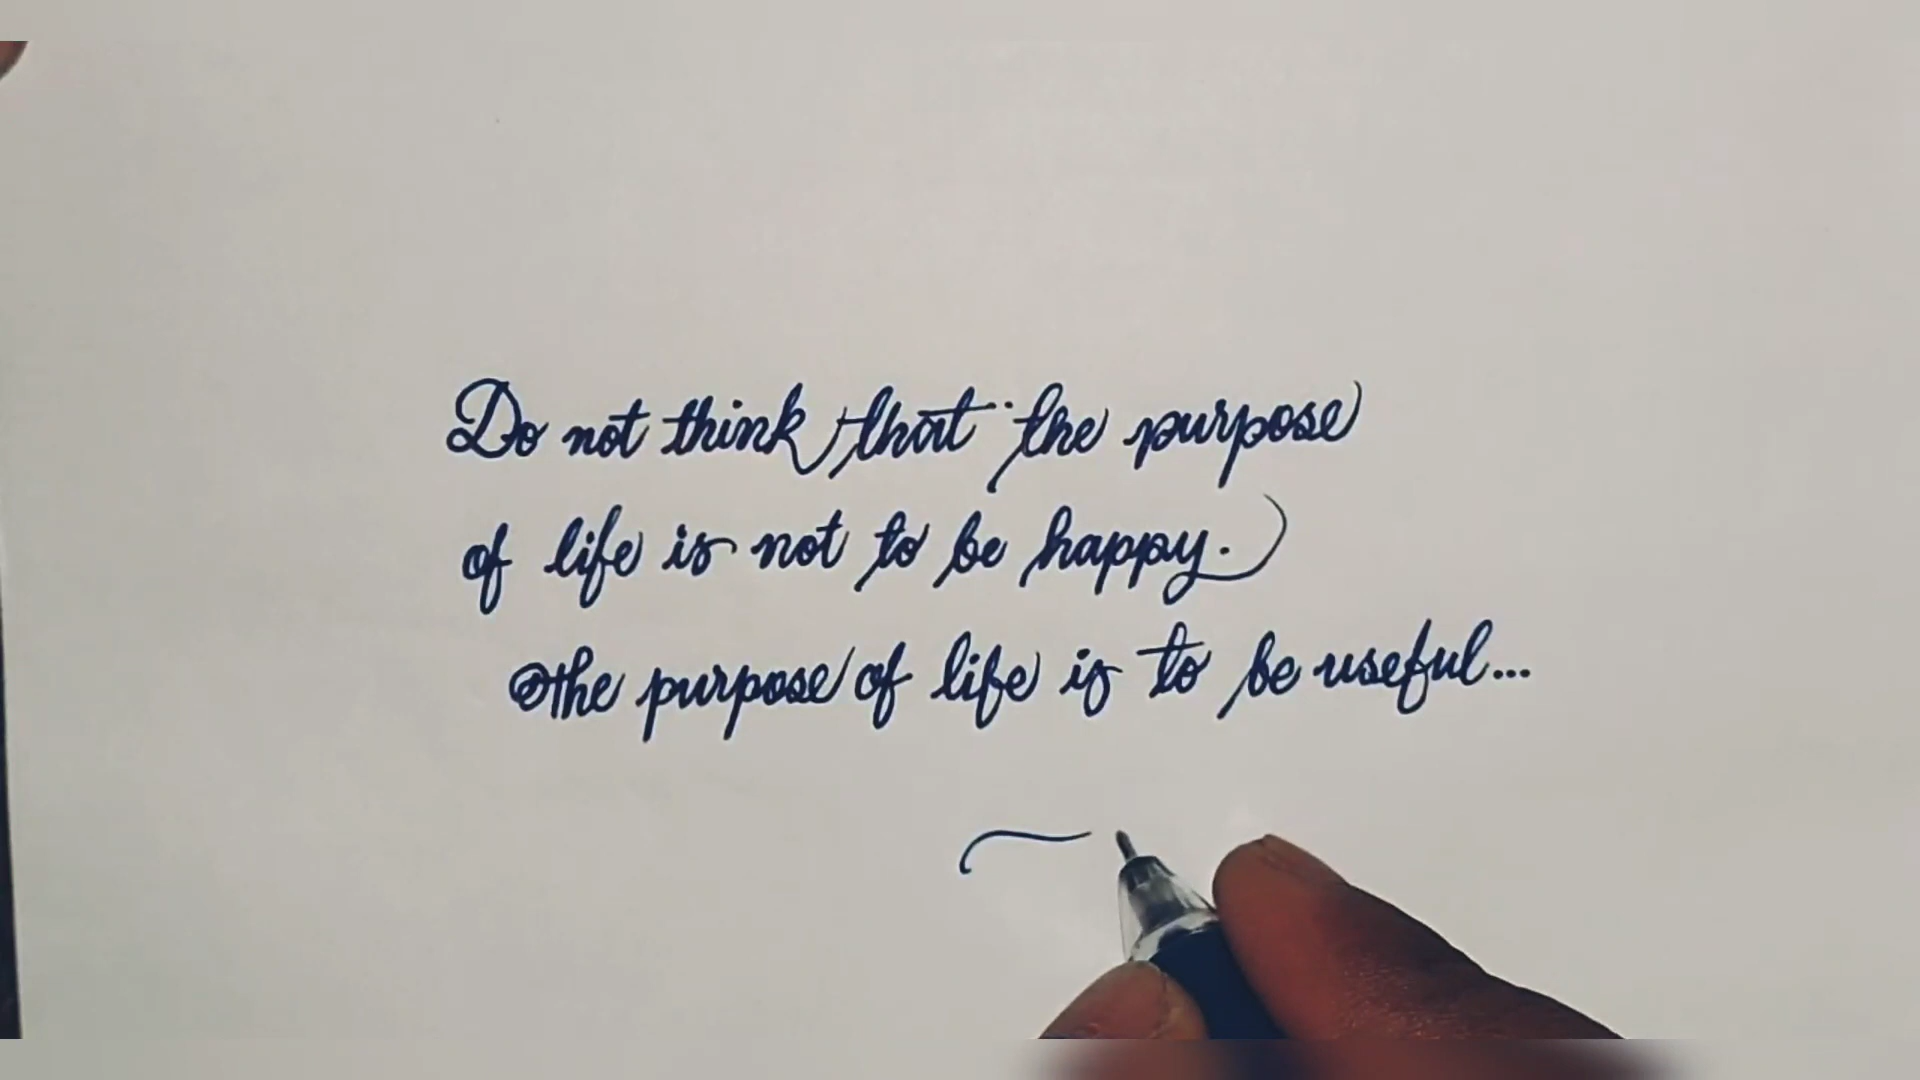 Do not think that the purpose
of life is not to be happy.
the purpose of life is to be useful...